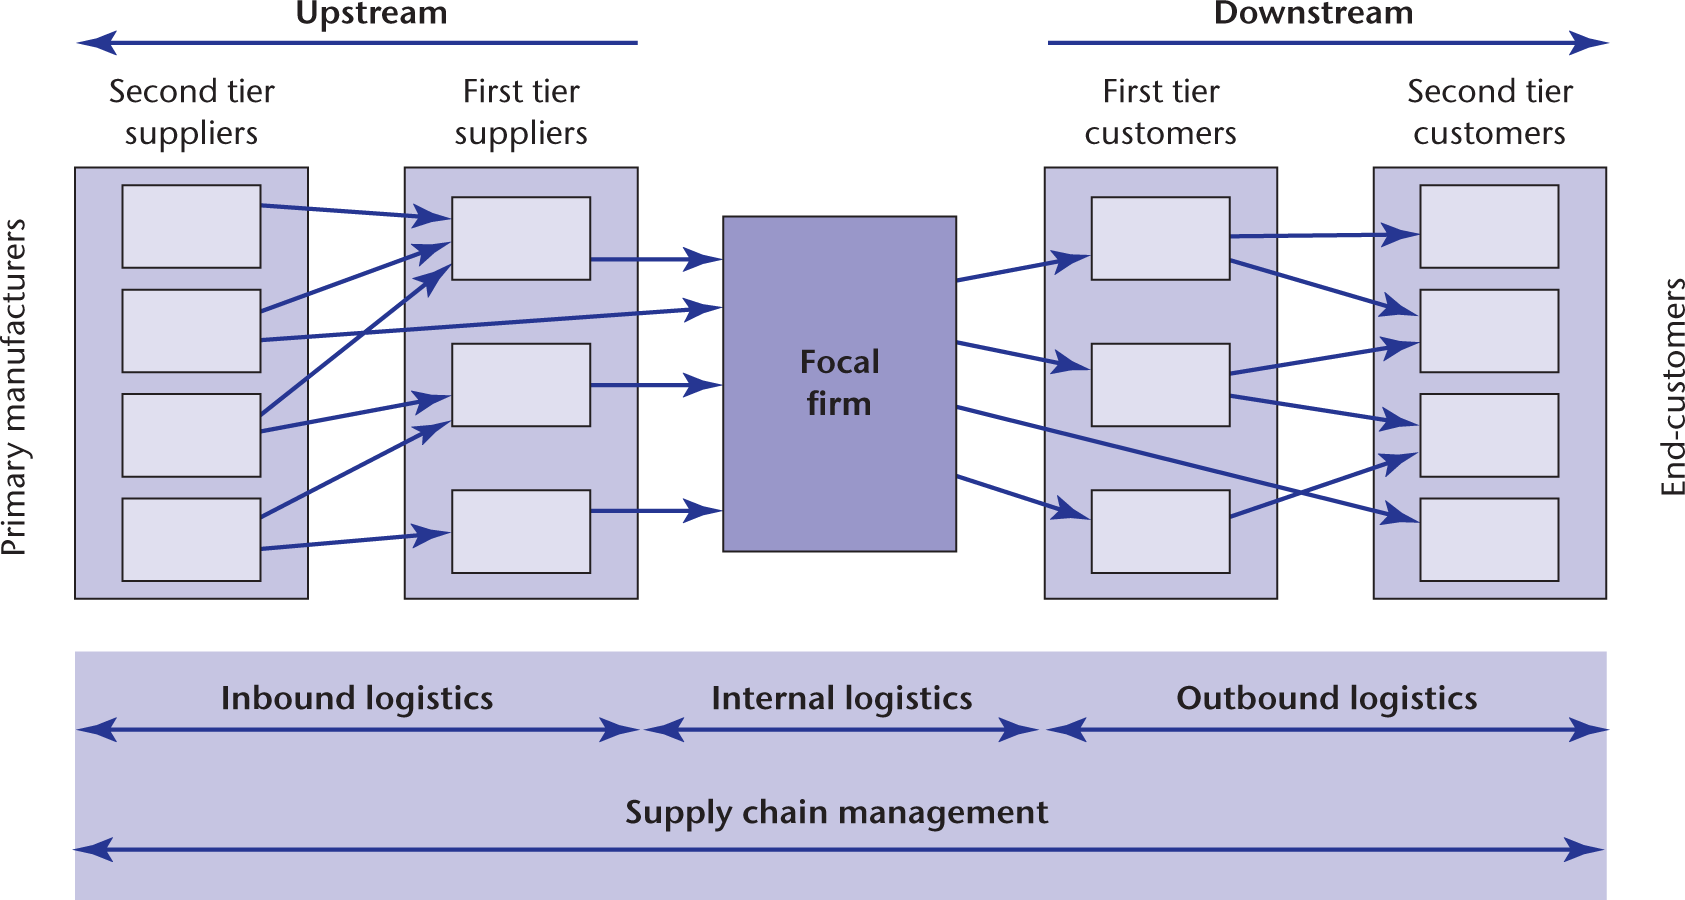 Upstream
Downstream
Second tier
suppliers
First tier
suppliers
First tier
customers
Second tier
customers
Primary manufacturers
Focal
firm
End-customers
Inbound logistics
Internal logistics
Outbound logistics
Supply chain management